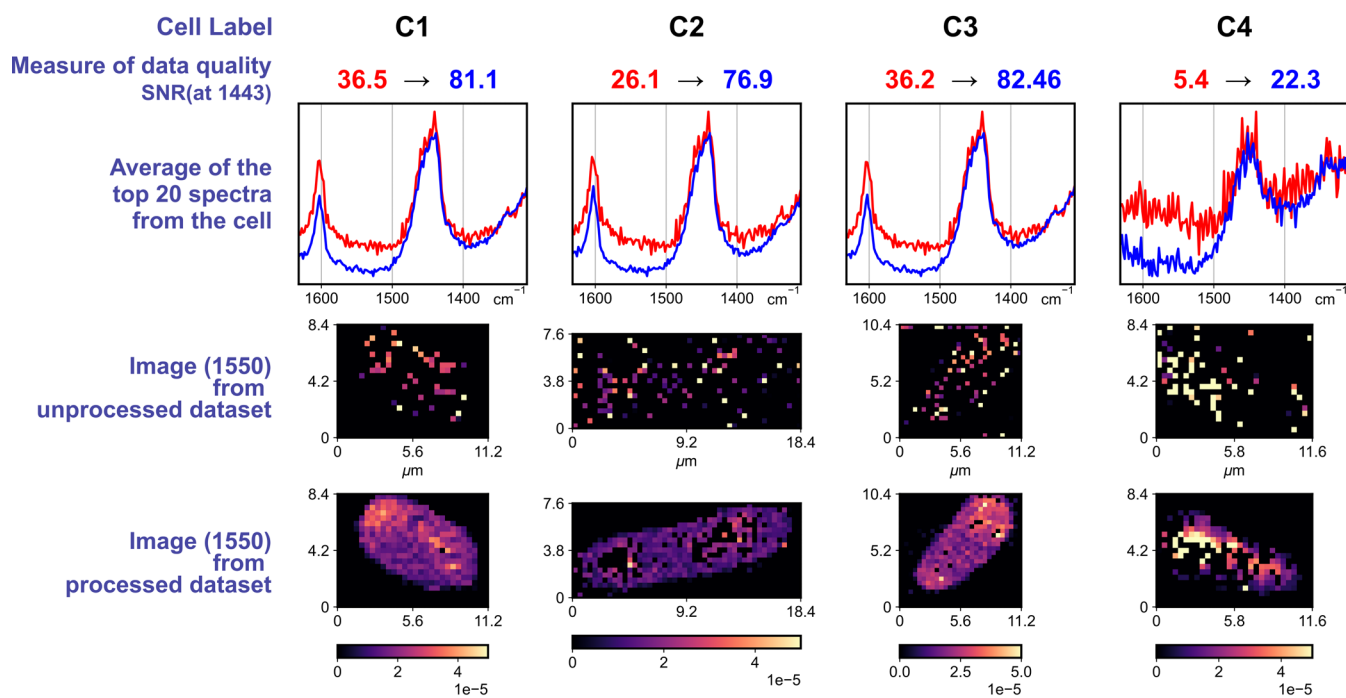 Cell Label C1 C2 C3 C4
Measure of data quality
SNR(at 1443)
36.5 → 81.1 26.1 → 76.9 36.2 → 82.46 5.4 → 22.3
Average of the
top 20 spectra
from the cell
1600 1500 1400 cm⁻¹ 1600 1500 1400 cm⁻¹ 1600 1500 1400 cm⁻¹ 1600 1500 1400 cm⁻¹
Image (1550)
from
unprocessed dataset
8.4 7.6 10.4 8.4
4.2 3.8 5.2 4.2
0 0 0 0
0 5.6 11.2 0 9.2 18.4 0 5.6 11.2 0 5.8 11.6
μm μm μm μm
Image (1550)
from
processed dataset
8.4 7.6 10.4 8.4
4.2 3.8 5.2 4.2
0 0 0 0
0 5.6 11.2 0 9.2 18.4 0 5.6 11.2 0 5.8 11.6
0 2 4 0 2 4 0.0 2.5 5.0 0 2 4
1e−5 1e−5 1e−5 1e−5